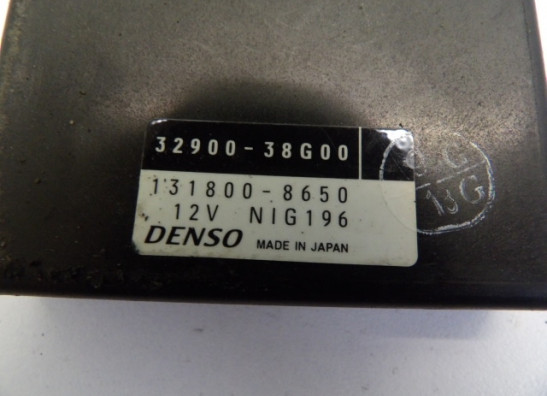 32900-38G00
131800-8650
12V NIG196
DENSO MADE IN JAPAN